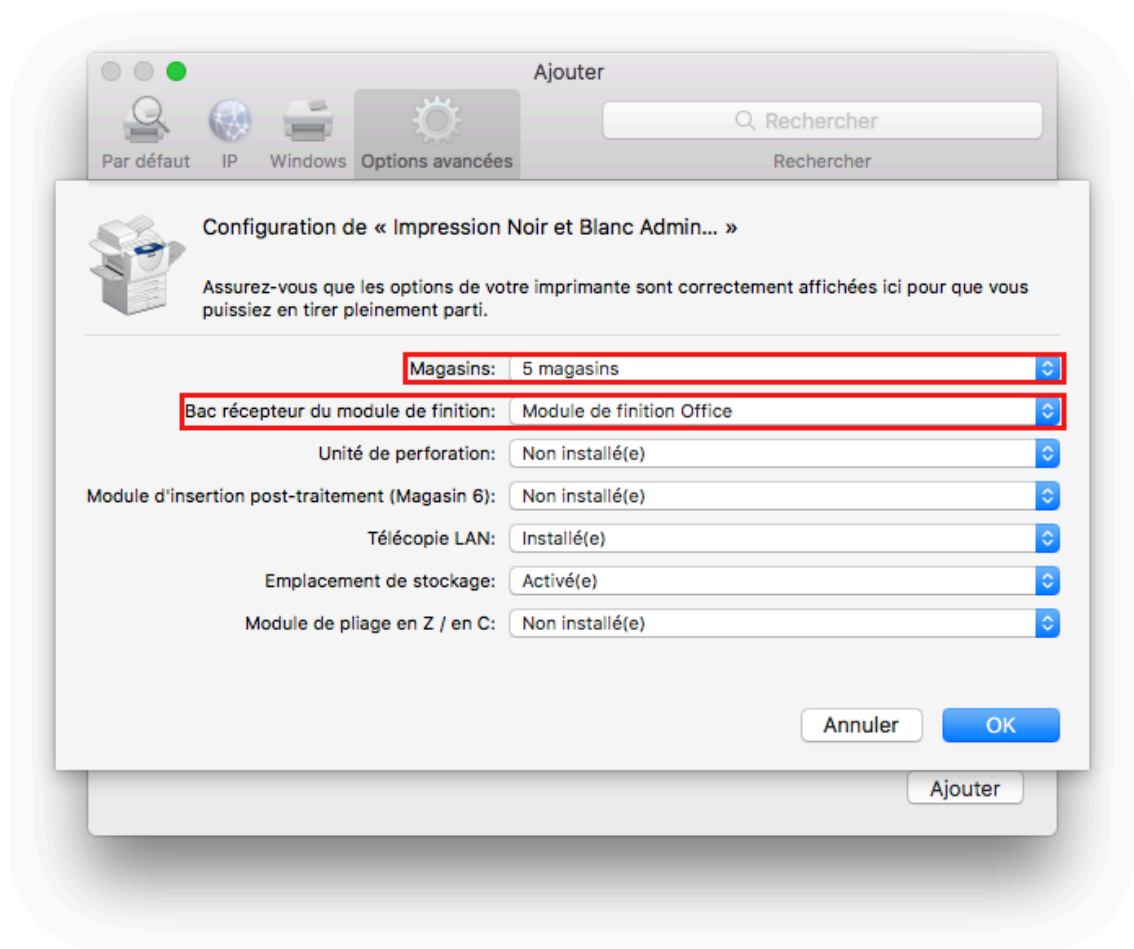 Ajouter
Rechercher
Par défaut IP Windows Options avancées Rechercher
Configuration de « Impression Noir et Blanc Admin... »
Assurez-vous que les options de votre imprimante sont correctement affichées ici pour que vous
puissiez en tirer pleinement parti.
Magasins: 5 magasins
Bac récepteur du module de finition: Module de finition Office
Unité de perforation: Non installé(e)
Module d'insertion post-traitement (Magasin 6): Non installé(e)
Télécopie LAN: Installé(e)
Emplacement de stockage: Activé(e)
Module de pliage en Z / en C: Non installé(e)
Annuler OK
Ajouter